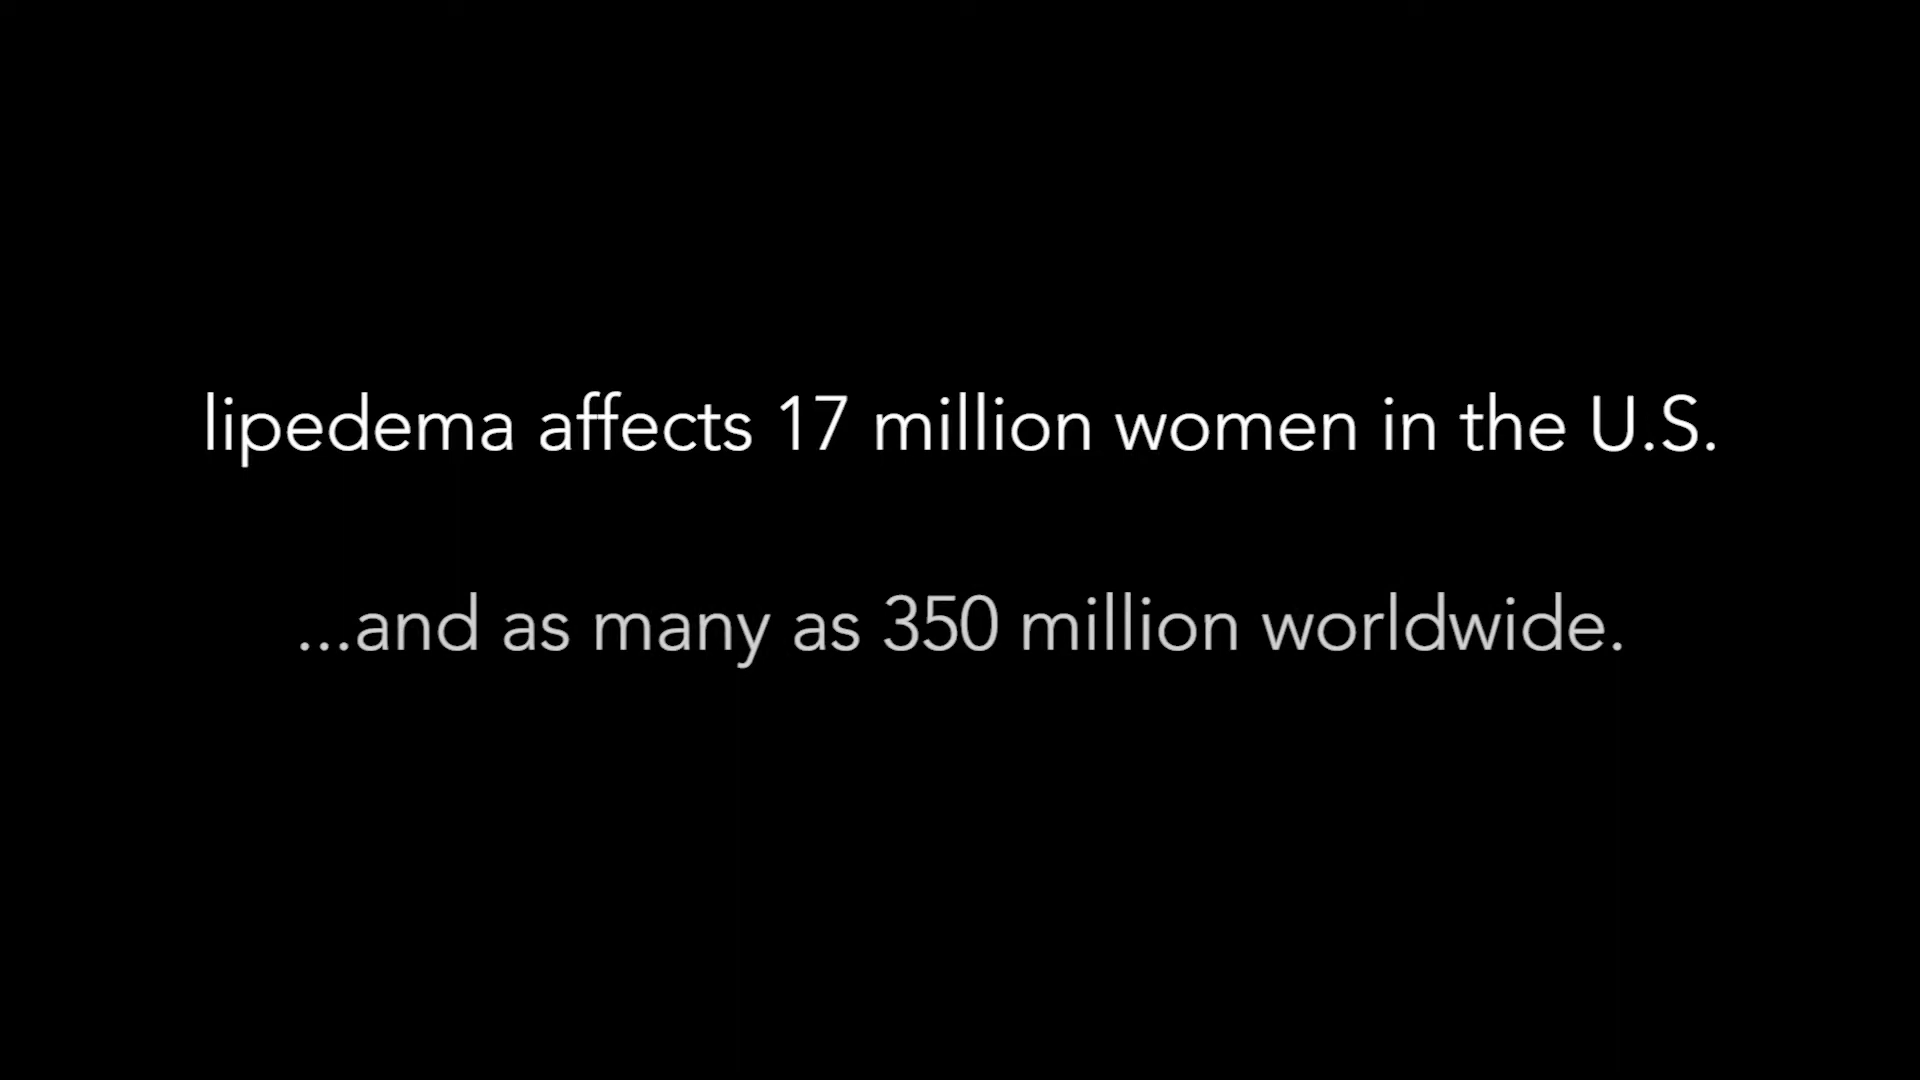 lipedema affects 17 million women in the U.S.
...and as many as 350 million worldwide.